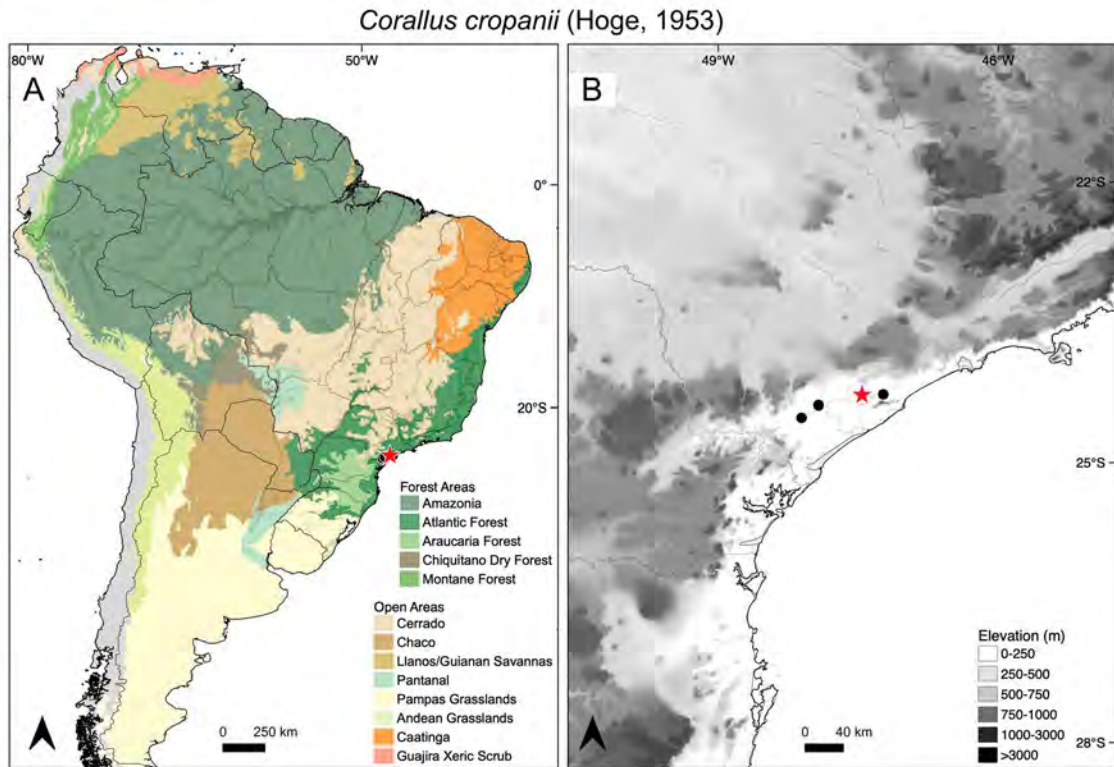 Corallus cropanii (Hoge, 1953)
80°W
50°W
A
0°
20°S
Forest Areas
Amazonia
Atlantic Forest
Araucaria Forest
Chiquitano Dry Forest
Montane Forest
Open Areas
Cerrado
Chaco
Llanos/Guianan Savannas
Pantanal
Pampas Grasslands
Andean Grasslands
Caatinga
Guajira Xeric Scrub
0 250 km
49°W
46°W
B
22°S
25°S
28°S
Elevation (m)
0-250
250-500
500-750
750-1000
1000-3000
>3000
0 40 km